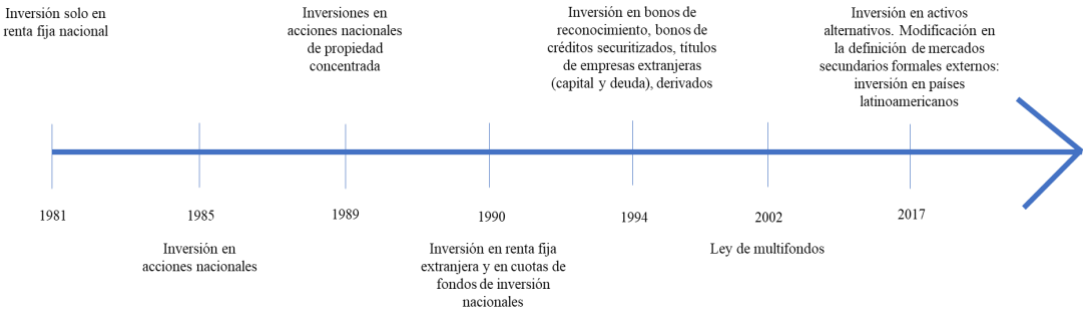 Inversión solo en
renta fija nacional
Inversiones en
acciones nacionales
de propiedad
concentrada
Inversión en bonos de
reconocimiento, bonos de
créditos securitizados, títulos
de empresas extranjeras
(capital y deuda), derivados
Inversión en activos
alternativos. Modificación en
la definición de mercados
secundarios formales externos:
inversión en países
latinoamericanos
1981
1985
1989
1990
1994
2002
2017
Inversión en
acciones nacionales
Inversión en renta fija
extranjera y en cuotas de
fondos de inversión
nacionales
Ley de multifondos